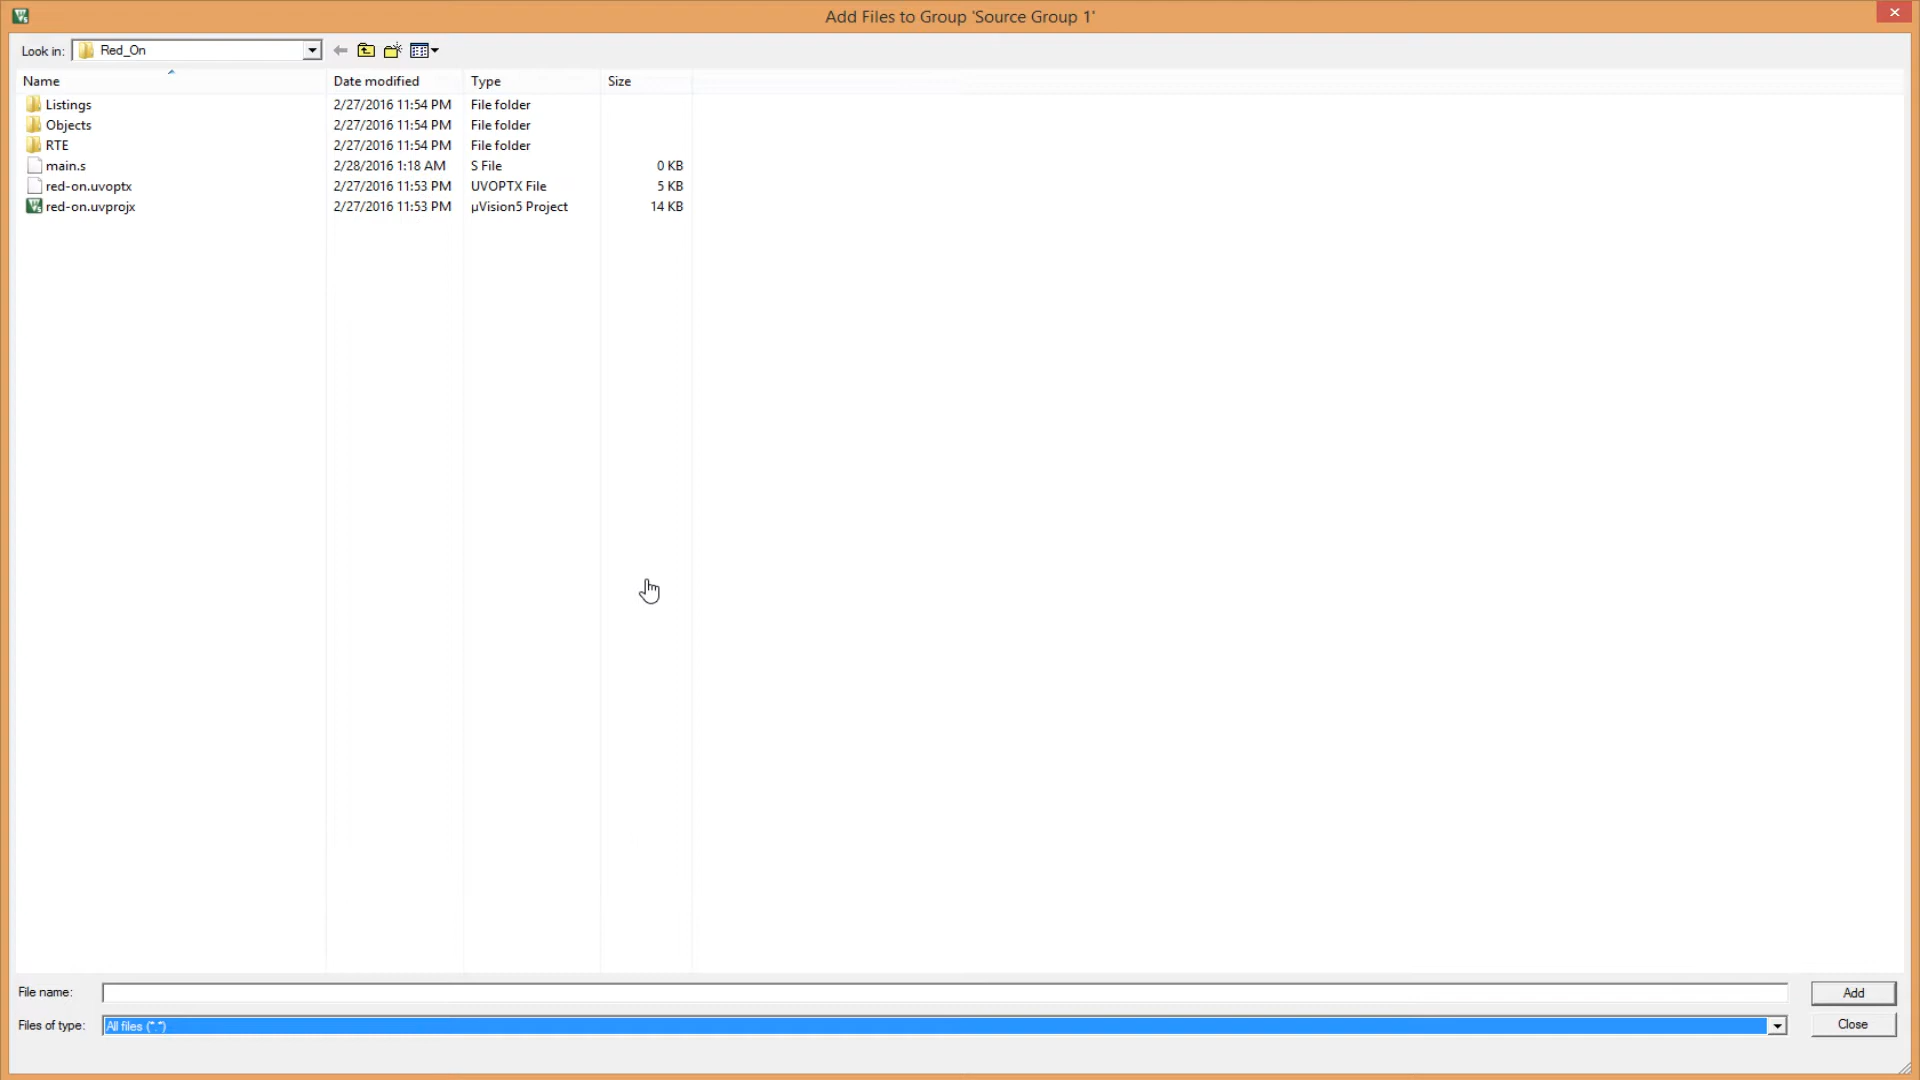 Add Files to Group 'Source Group 1'
Look in: Red_On
Name Date modified Type Size
Listings 2/27/2016 11:54 PM File folder
Objects 2/27/2016 11:54 PM File folder
RTE 2/27/2016 11:54 PM File folder
main.s 2/28/2016 1:18 AM S File 0 KB
red-on.uvoptx 2/27/2016 11:53 PM UVOPTX File 5 KB
red-on.uvprojx 2/27/2016 11:53 PM µVision5 Project 14 KB
File name: Add
Files of type: All files (*.*) Close